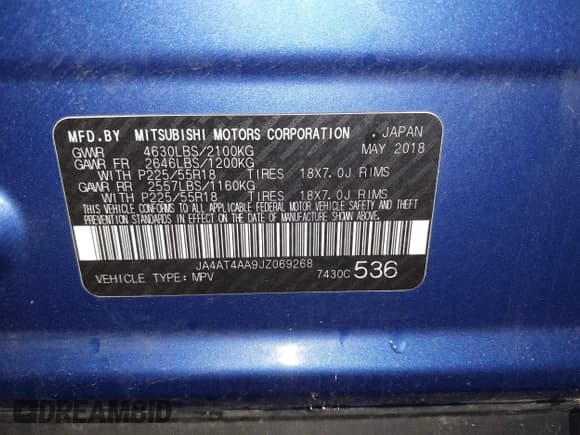 MFD.BY MITSUBISHI MOTORS CORPORATION . JAPAN
GVWR 4630LBS/2100KG MAY 2018
GAWR FR 2646LBS/1200KG
WITH P225/55R18 TIRES 18X7.0J RIMS
GAWR RR 2557LBS/1160KG
WITH P225/55R18 TIRES 18X7.0J RIMS
THIS VEHICLE CONFORMS TO ALL APPLICABLE FEDERAL MOTOR VEHICLE SAFETY AND THEFT
PREVENTION STANDARDS IN EFFECT ON THE DATE OF MANUFACTURE SHOWN ABOVE.
JA4AT4AA9JZ069268
VEHICLE TYPE: MPV 7430C 536
DREAMBID